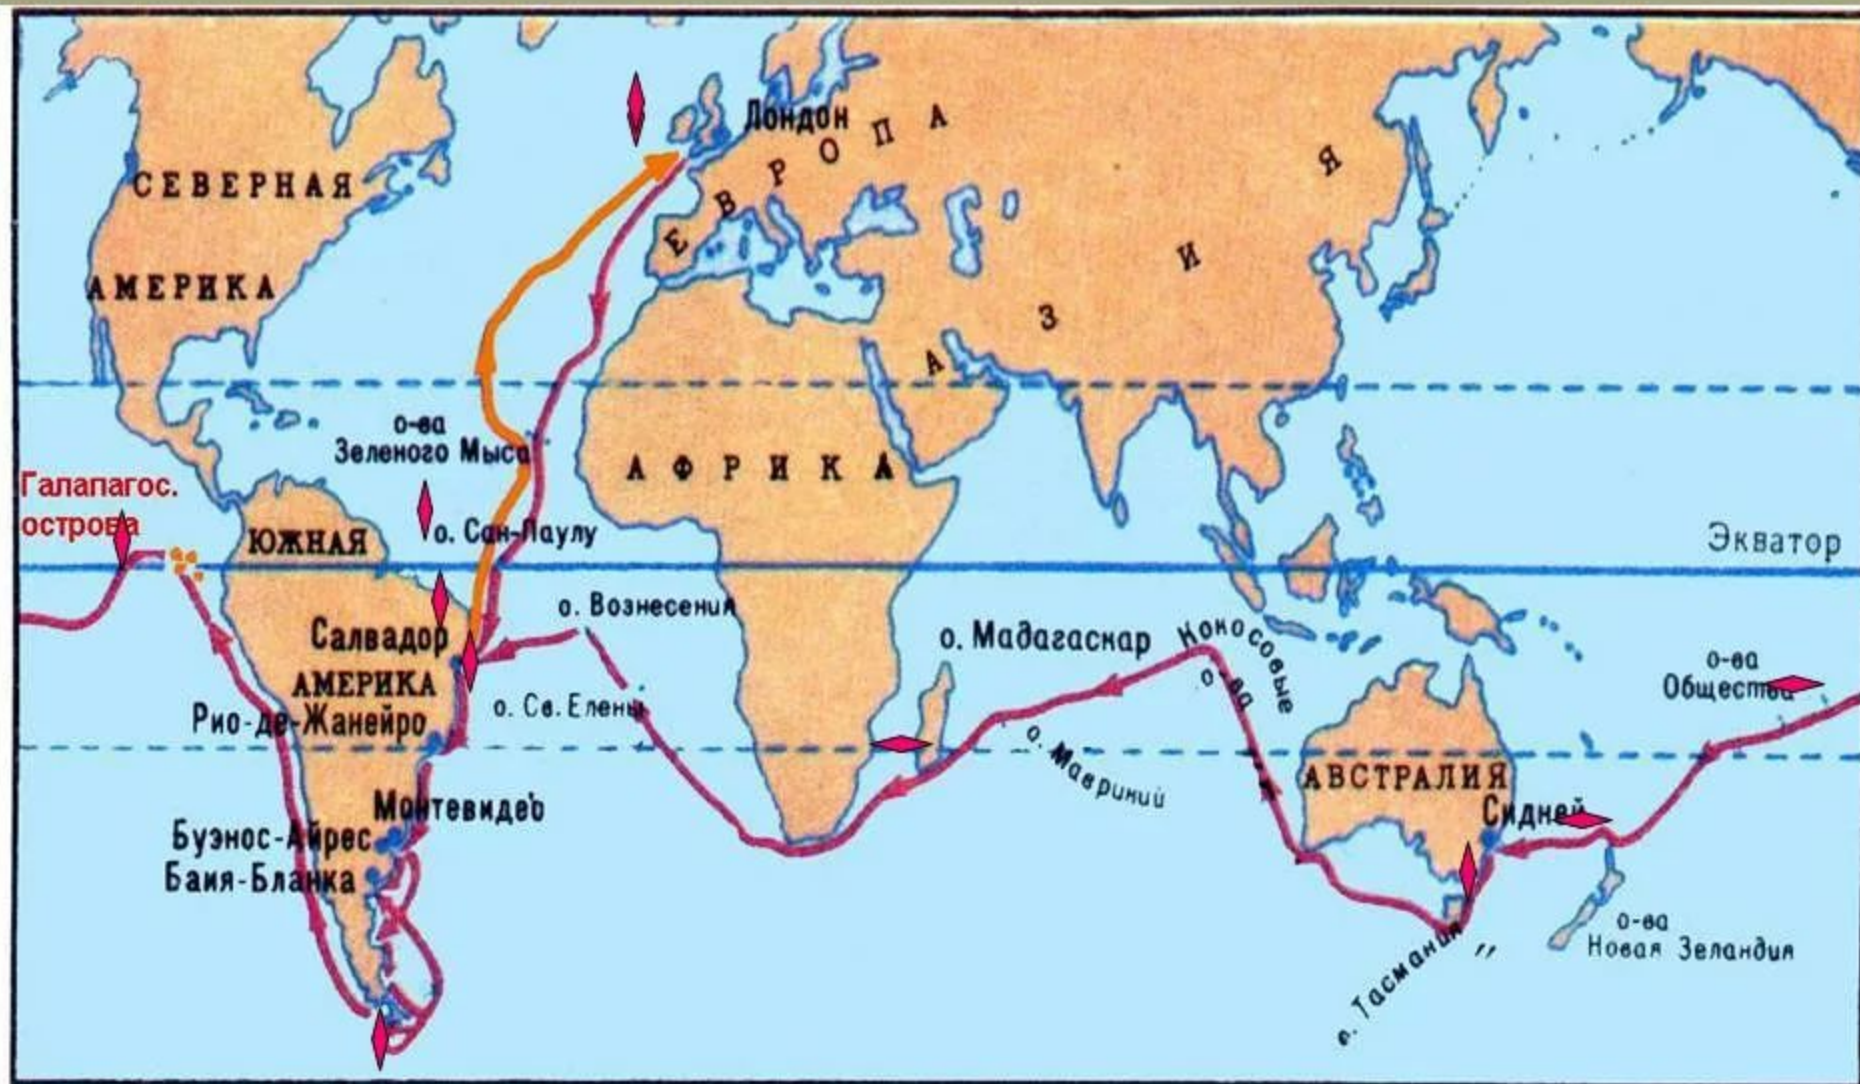 Лондон
ЕВРОПА
АЗИЯ
СЕВЕРНАЯ
АМЕРИКА
о-ва
Зеленого Мыса
АФРИКА
Галапагос.
острова
о. Сан-Паулу
ЮЖНАЯ
Экватор
о. Вознесения
Салвадор
о. Мадагаскар
Кокосовые
о-ва
АМЕРИКА
о-ва
Общества
Рио-де-Жанейро
о. Св. Елены
о. Маврикий
АВСТРАЛИЯ
Сидней
Монтевидео
Буэнос-Айрес
Баия-Бланка
о-ва
Новая Зеландия
о. Тасмания